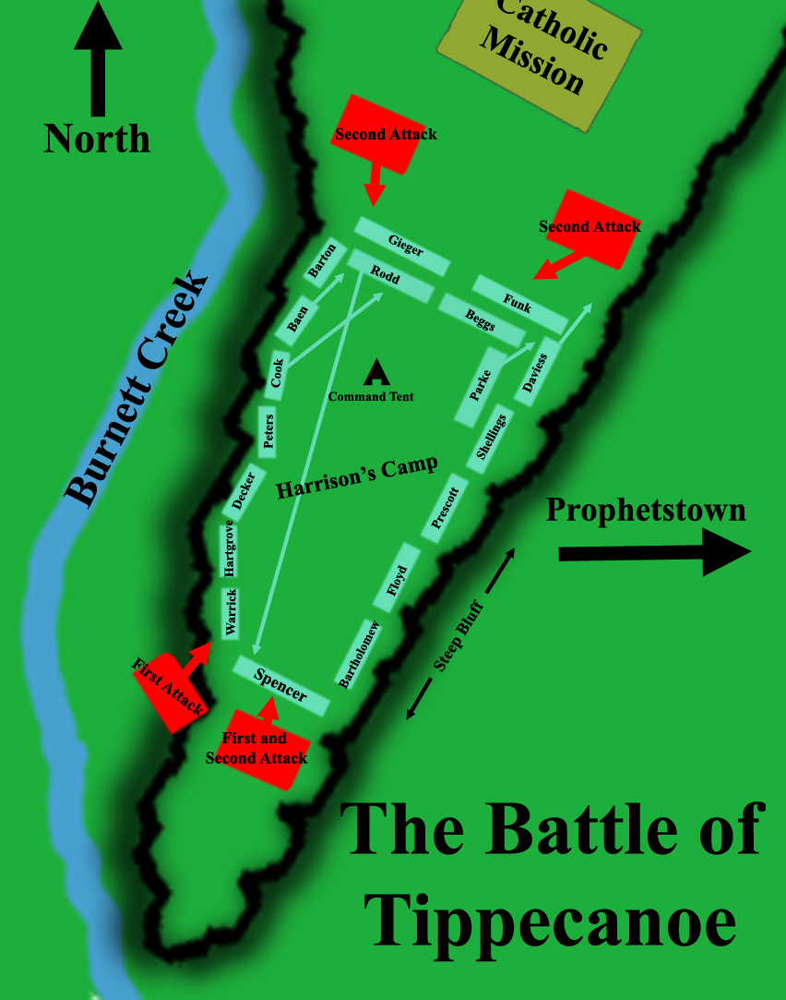 Catholic
Mission
North
Second Attack
Second Attack
Gieger
Barton
Rodd
Funk
Baen
Beggs
Cook
Command Tent
Parke
Daviess
Peters
Shellings
Burnett Creek
Decker
Harrison's Camp
Prescott
Prophetstown
Hartgrove
Floyd
Warrick
Steep Bluff
Bartholomew
First Attack
Spencer
First and
Second Attack
The Battle of
Tippecanoe